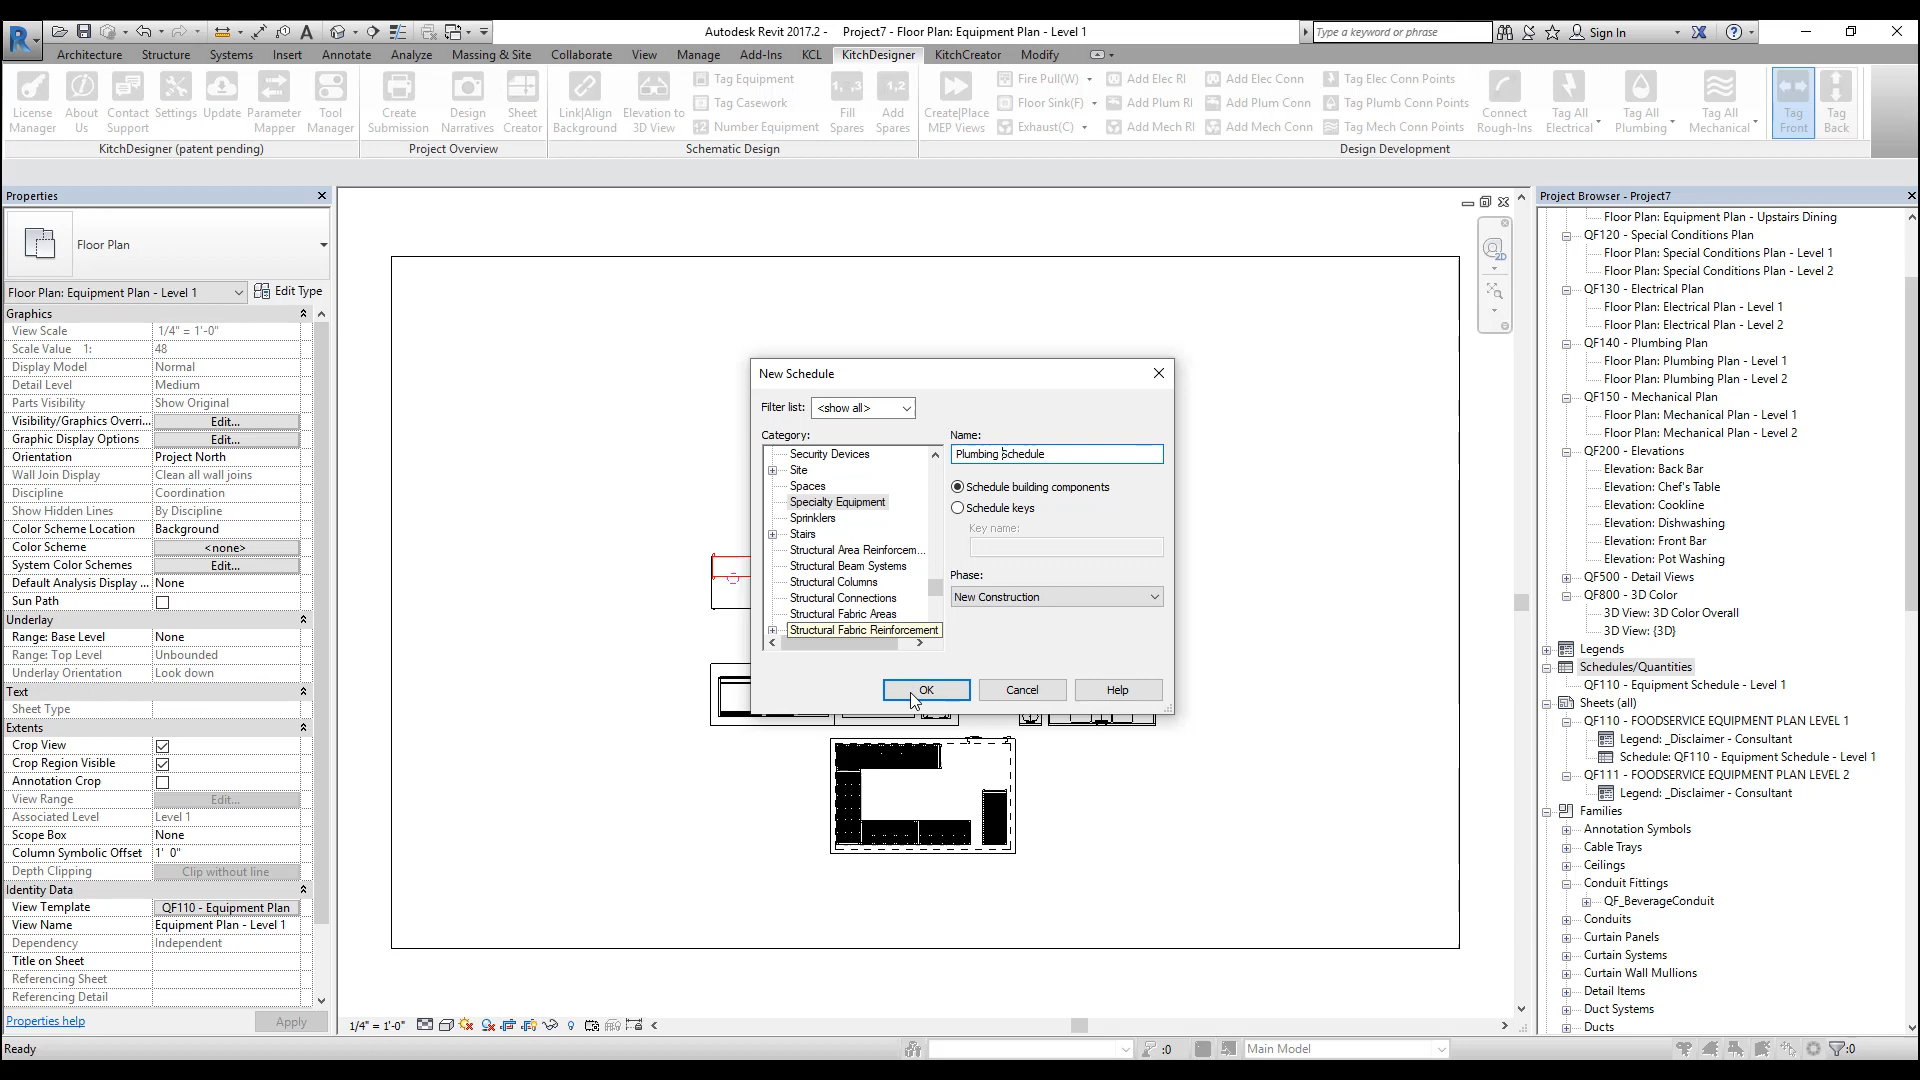 Autodesk Revit 2017.2 - Project7 - Floor Plan: Equipment Plan - Level 1
Type a keyword or phrase
Sign In
Architecture Structure Systems Insert Annotate Analyze Massing & Site Collaborate View Manage Add-Ins KCL KitchDesigner KitchCreator Modify
License Manager
About Us
Contact Support
Settings
Update
Parameter Mapper
Tool Manager
KitchDesigner (patent pending)
Create Submission
Design Narratives
Sheet Creator
Project Overview
Link|Align Background
Elevation to 3D View
Tag Equipment
Tag Casework
Number Equipment
Fill Spares
Add Spares
Schematic Design
Create|Place MEP Views
Fire Pull(W)
Floor Sink(F)
Exhaust(C)
Add Elec RI
Add Plum RI
Add Mech RI
Add Elec Conn
Add Plum Conn
Add Mech Conn
Tag Elec Conn Points
Tag Plumb Conn Points
Tag Mech Conn Points
Connect Rough-Ins
Tag All Electrical
Tag All Plumbing
Tag All Mechanical
Tag Front
Tag Back
Design Development
Properties
Floor Plan
Floor Plan: Equipment Plan - Level 1
Edit Type
Graphics
View Scale 1/4" = 1'-0"
Scale Value 1: 48
Display Model Normal
Detail Level Medium
Parts Visibility Show Original
Visibility/Graphics Overri... Edit...
Graphic Display Options Edit...
Orientation Project North
Wall Join Display Clean all wall joins
Discipline Coordination
Show Hidden Lines By Discipline
Color Scheme Location Background
Color Scheme <none>
System Color Schemes Edit...
Default Analysis Display ... None
Sun Path
Underlay
Range: Base Level None
Range: Top Level Unbounded
Underlay Orientation Look down
Text
Sheet Type
Extents
Crop View
Crop Region Visible
Annotation Crop
View Range Edit...
Associated Level Level 1
Scope Box None
Column Symbolic Offset 1' 0"
Depth Clipping Clip without line
Identity Data
View Template QF110 - Equipment Plan
View Name Equipment Plan - Level 1
Dependency Independent
Title on Sheet
Referencing Sheet
Referencing Detail
Properties help Apply
New Schedule
Filter list: <show all>
Category:
Security Devices
Site
Spaces
Specialty Equipment
Sprinklers
Stairs
Structural Area Reinforcem...
Structural Beam Systems
Structural Columns
Structural Connections
Structural Fabric Areas
Structural Fabric Reinforcement
Name:
Plumbing Schedule
Schedule building components
Schedule keys
Key name:
Phase:
New Construction
OK Cancel Help
2D
Project Browser - Project7
Floor Plan: Equipment Plan - Upstairs Dining
QF120 - Special Conditions Plan
Floor Plan: Special Conditions Plan - Level 1
Floor Plan: Special Conditions Plan - Level 2
QF130 - Electrical Plan
Floor Plan: Electrical Plan - Level 1
Floor Plan: Electrical Plan - Level 2
QF140 - Plumbing Plan
Floor Plan: Plumbing Plan - Level 1
Floor Plan: Plumbing Plan - Level 2
QF150 - Mechanical Plan
Floor Plan: Mechanical Plan - Level 1
Floor Plan: Mechanical Plan - Level 2
QF200 - Elevations
Elevation: Back Bar
Elevation: Chef's Table
Elevation: Cookline
Elevation: Dishwashing
Elevation: Front Bar
Elevation: Pot Washing
QF500 - Detail Views
QF800 - 3D Color
3D View: 3D Color Overall
3D View: {3D}
Legends
Schedules/Quantities
QF110 - Equipment Schedule - Level 1
Sheets (all)
QF110 - FOODSERVICE EQUIPMENT PLAN LEVEL 1
Legend: _Disclaimer - Consultant
Schedule: QF110 - Equipment Schedule - Level 1
QF111 - FOODSERVICE EQUIPMENT PLAN LEVEL 2
Legend: _Disclaimer - Consultant
Families
Annotation Symbols
Cable Trays
Ceilings
Conduit Fittings
QF_BeverageConduit
Conduits
Curtain Panels
Curtain Systems
Curtain Wall Mullions
Detail Items
Duct Systems
Ducts
1/4" = 1'-0"
Ready
:0
Main Model
:0